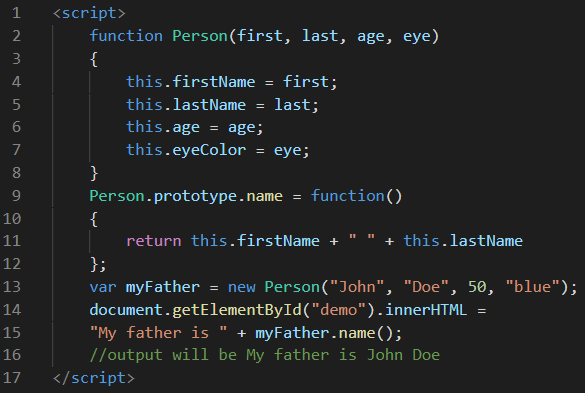 1 <script>
2 function Person(first, last, age, eye)
3 {
4 this.firstName = first;
5 this.lastName = last;
6 this.age = age;
7 this.eyeColor = eye;
8 }
9 Person.prototype.name = function()
10 {
11 return this.firstName + " " + this.lastName
12 };
13 var myFather = new Person("John", "Doe", 50, "blue");
14 document.getElementById("demo").innerHTML =
15 "My father is " + myFather.name();
16 //output will be My father is John Doe
17 </script>